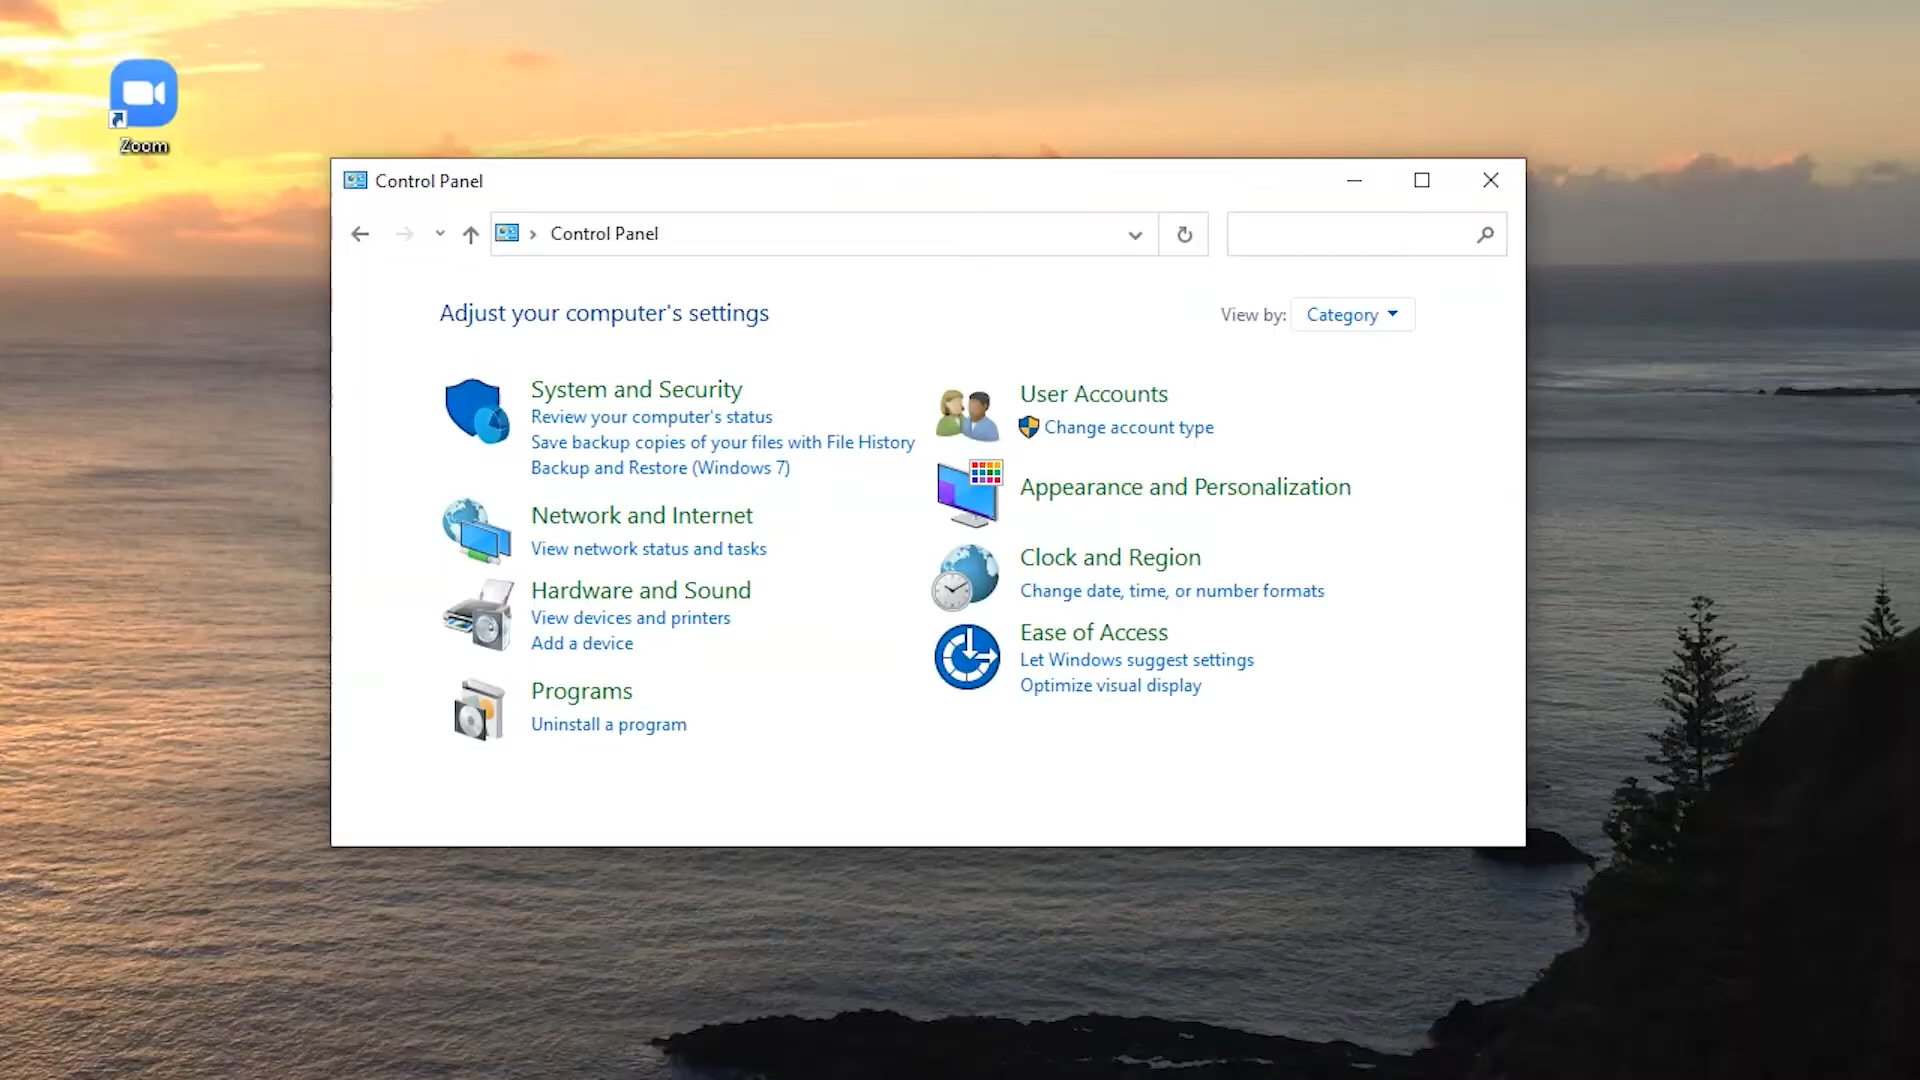 Zoom
Control Panel
Control Panel
Adjust your computer's settings
View by: Category
System and Security
Review your computer's status
Save backup copies of your files with File History
Backup and Restore (Windows 7)
Network and Internet
View network status and tasks
Hardware and Sound
View devices and printers
Add a device
Programs
Uninstall a program
User Accounts
Change account type
Appearance and Personalization
Clock and Region
Change date, time, or number formats
Ease of Access
Let Windows suggest settings
Optimize visual display